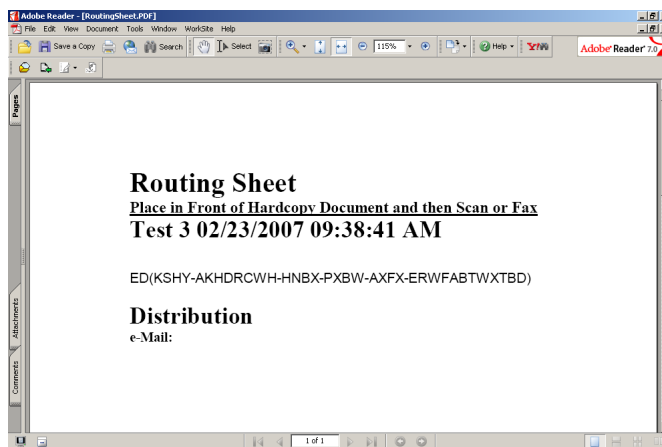 Adobe Reader - [RoutingSheet.PDF]
File Edit View Document Tools Window WorkSite Help
Save a Copy Search Select 115% Help Y! Adobe Reader 7.0
Pages
Routing Sheet
Place in Front of Hardcopy Document and then Scan or Fax
Test 3 02/23/2007 09:38:41 AM
ED(KSHY-AKHDRCWH-HNBX-PXBW-AXFX-ERWFABTWXTBD)
Distribution
e-Mail:
Attachments
Comments
1 of 1